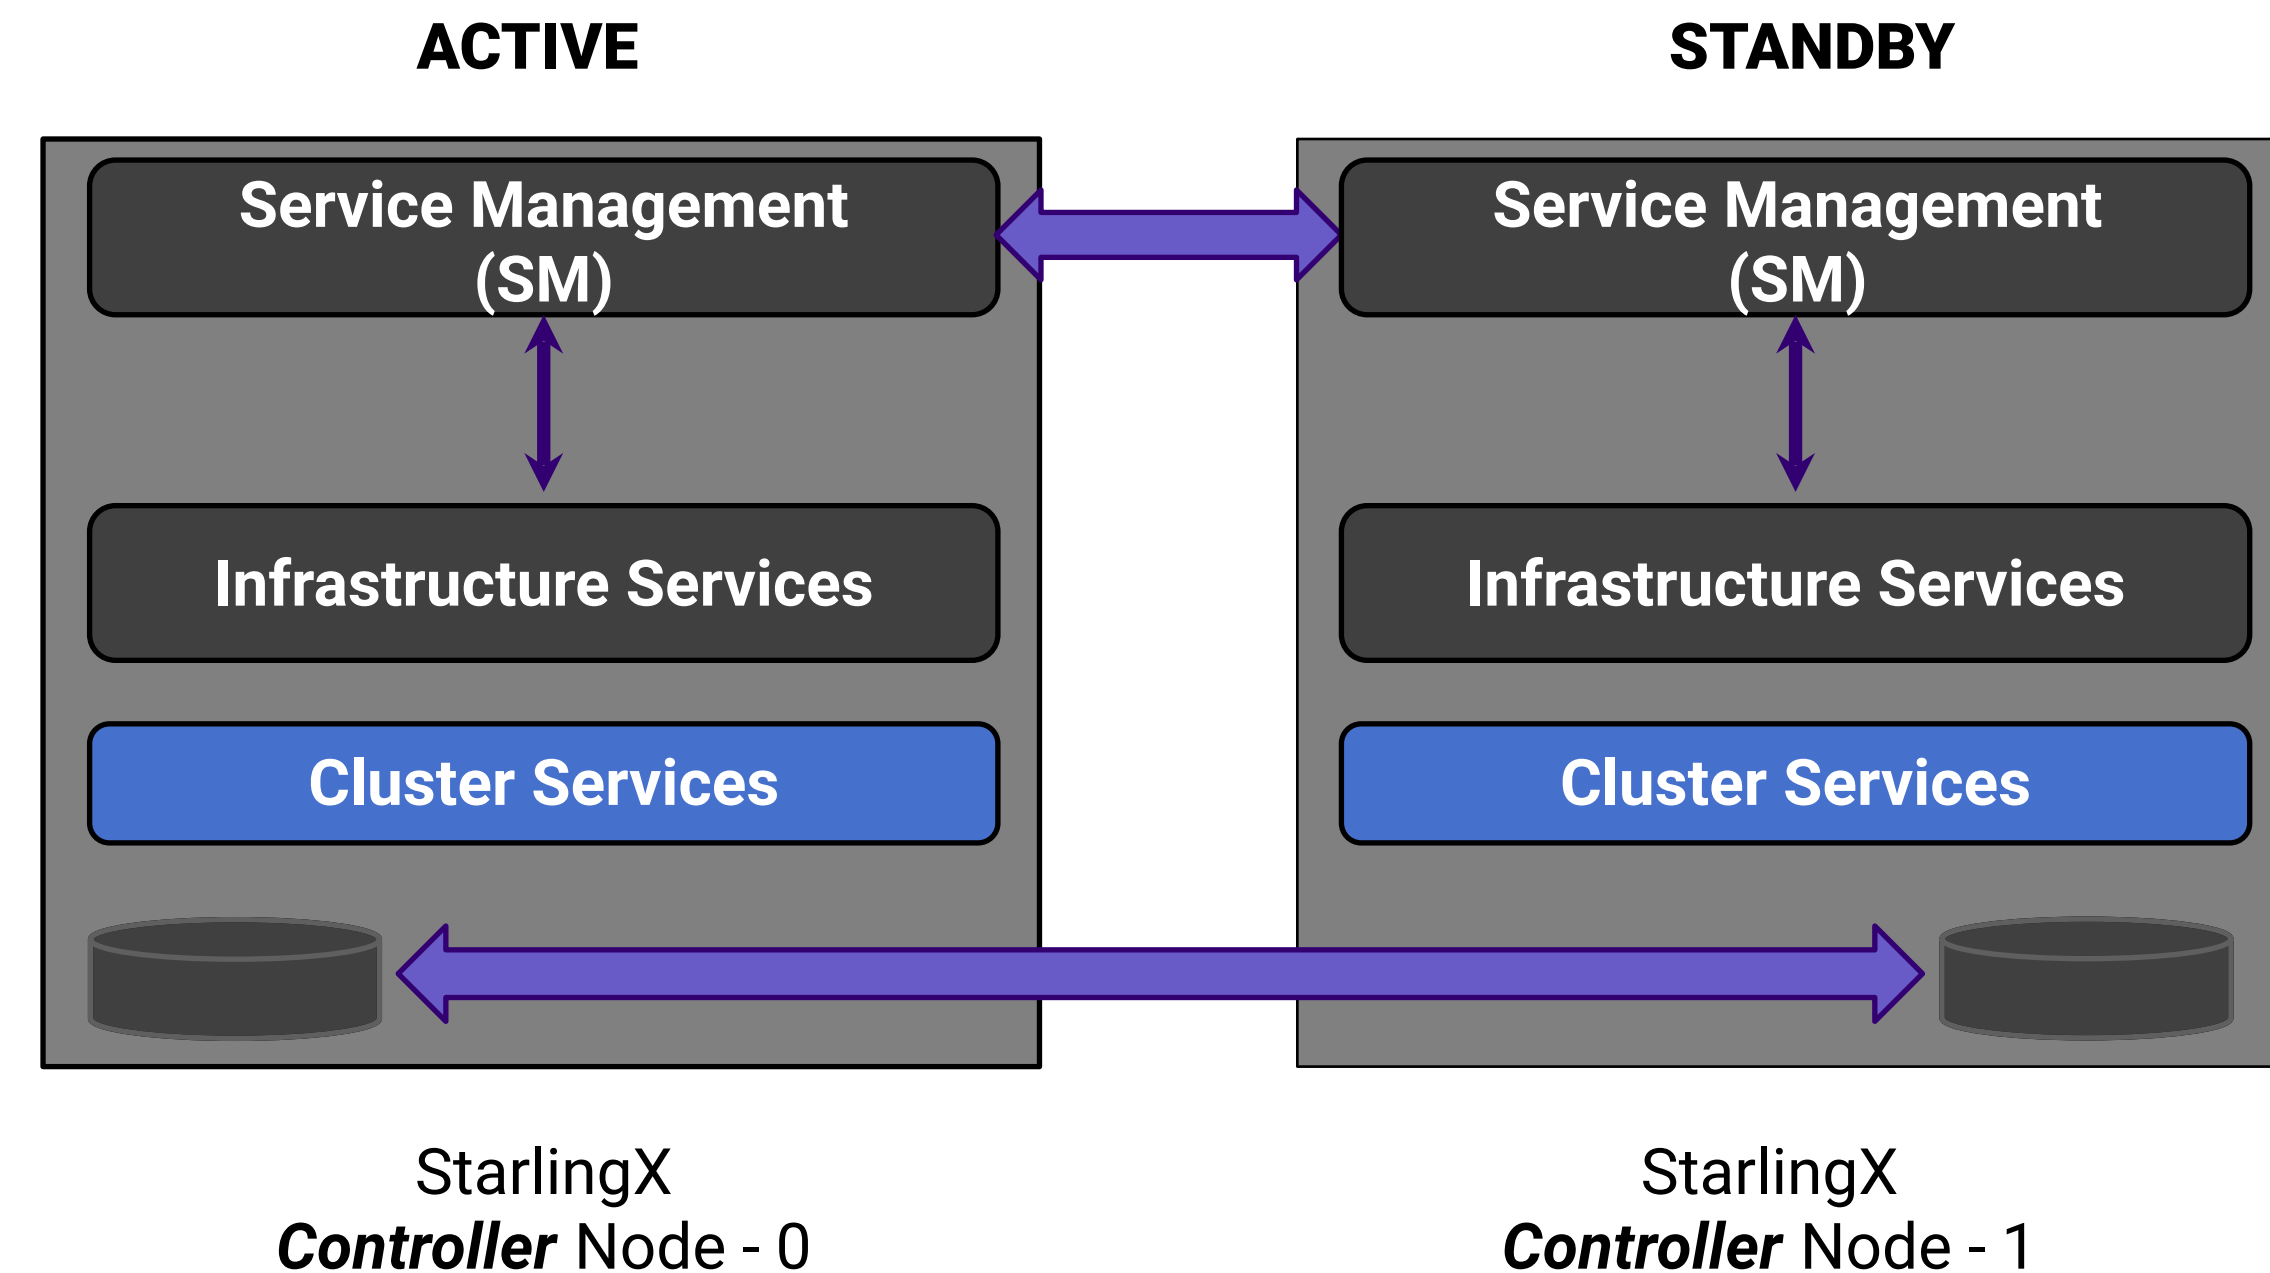 ACTIVE
STANDBY
Service Management
(SM)
Service Management
(SM)
Infrastructure Services
Infrastructure Services
Cluster Services
Cluster Services
StarlingX
Controller Node - 0
StarlingX
Controller Node - 1